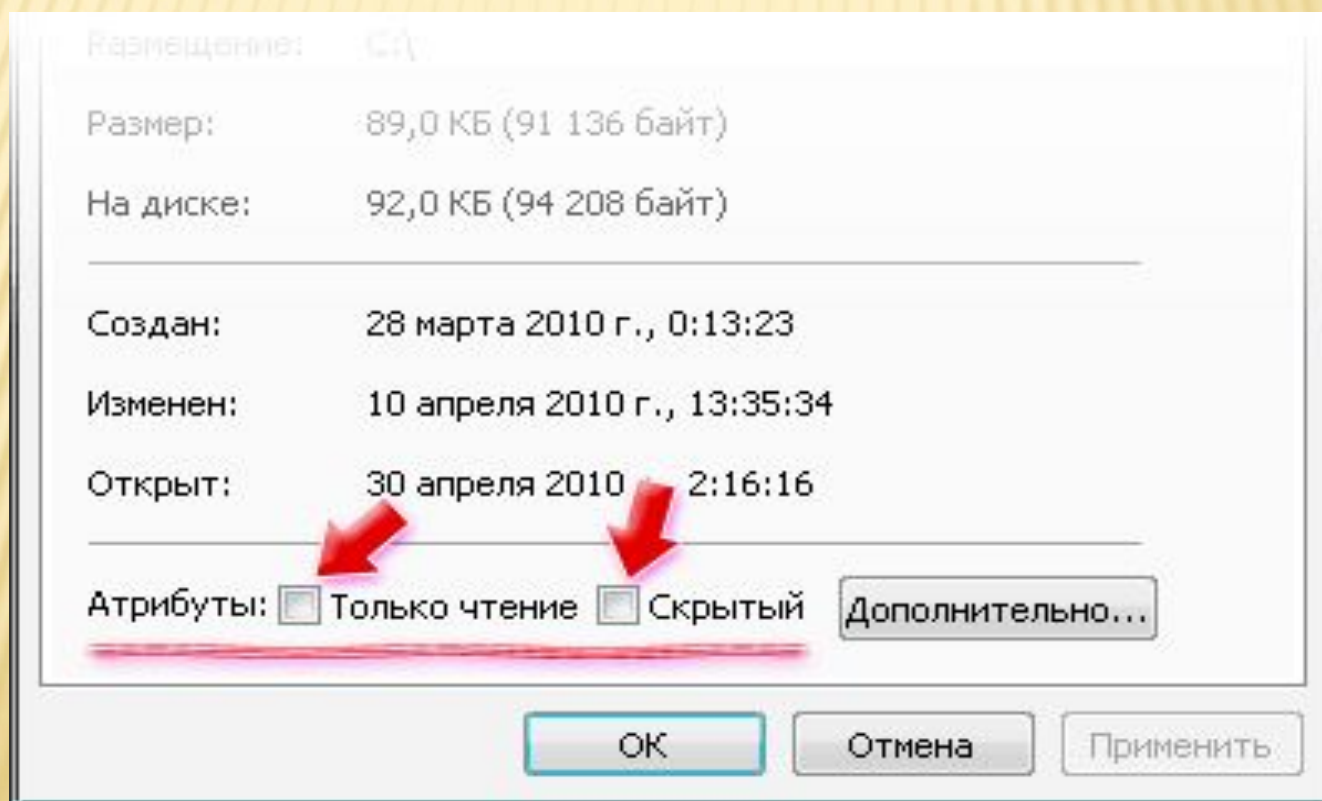 Размещение: C:\
Размер: 89,0 КБ (91 136 байт)
На диске: 92,0 КБ (94 208 байт)
Создан: 28 марта 2010 г., 0:13:23
Изменен: 10 апреля 2010 г., 13:35:34
Открыт: 30 апреля 2010 2:16:16
Атрибуты: Только чтение Скрытый Дополнительно...
ОК Отмена Применить